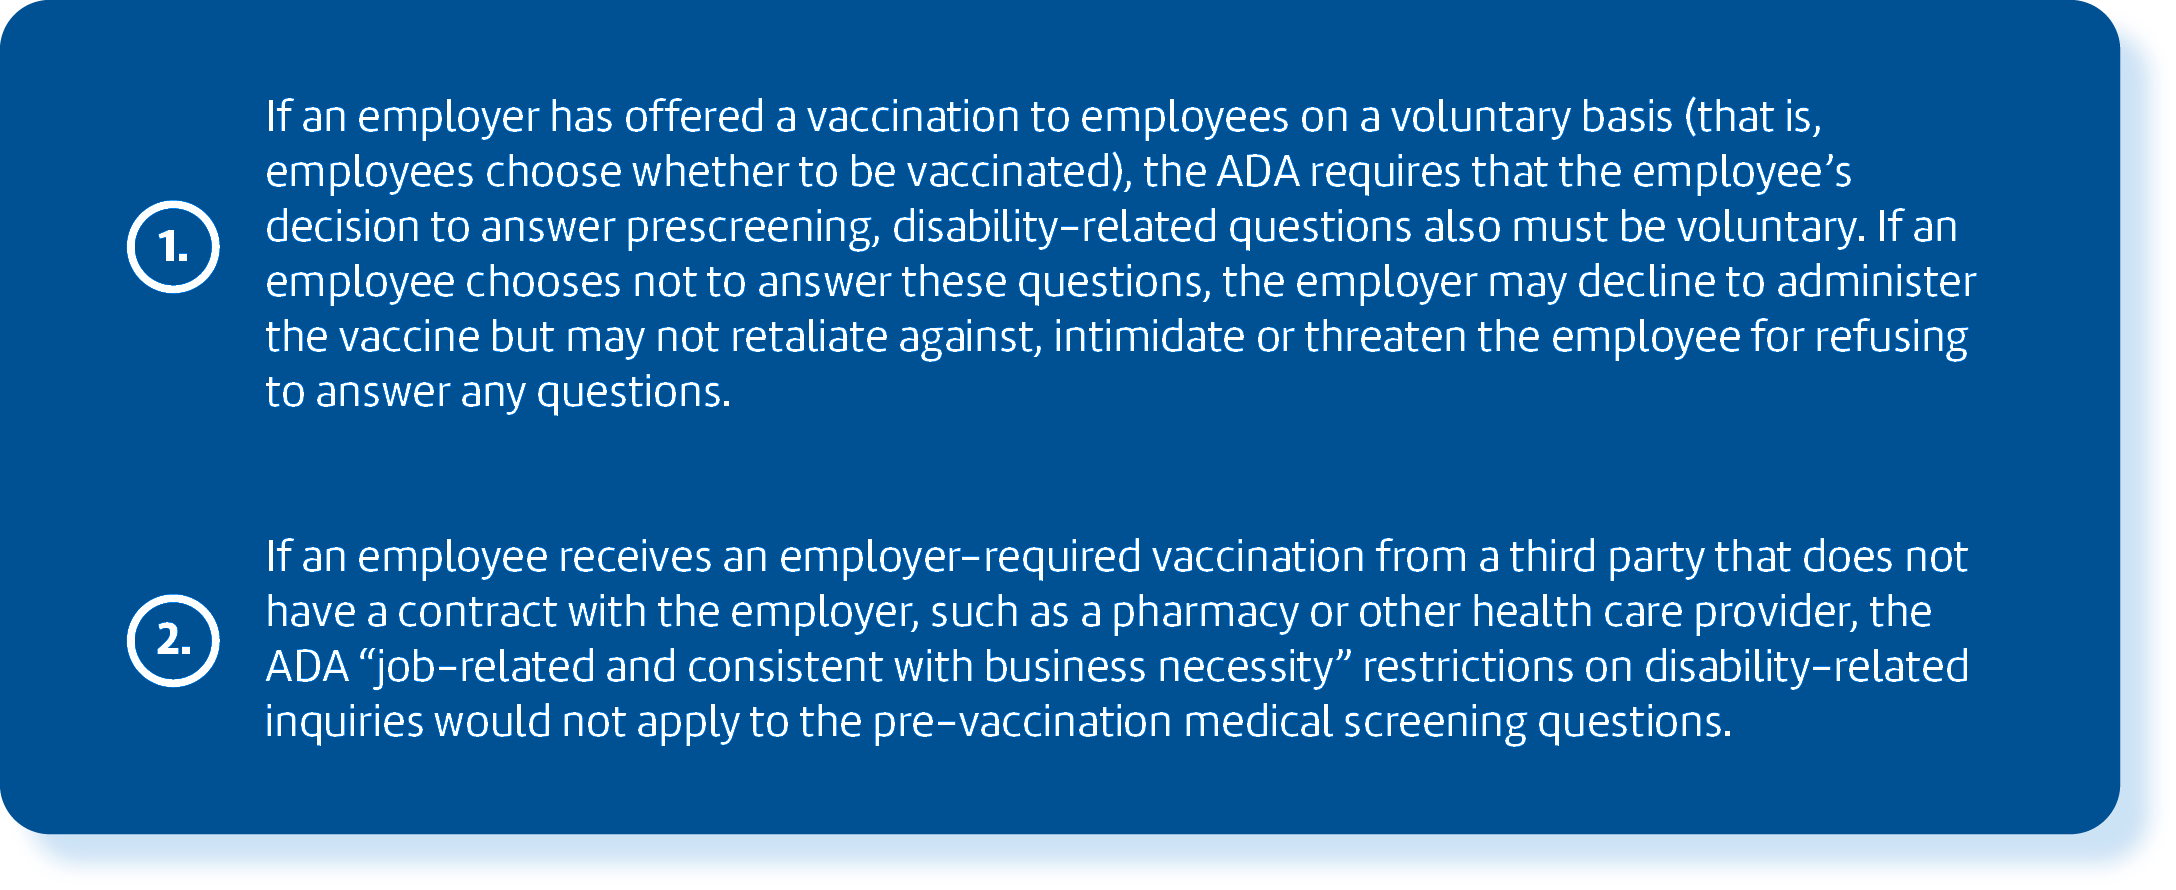 1.
If an employer has offered a vaccination to employees on a voluntary basis (that is,
employees choose whether to be vaccinated), the ADA requires that the employee’s
decision to answer prescreening, disability-related questions also must be voluntary. If an
employee chooses not to answer these questions, the employer may decline to administer
the vaccine but may not retaliate against, intimidate or threaten the employee for refusing
to answer any questions.
2.
If an employee receives an employer-required vaccination from a third party that does not
have a contract with the employer, such as a pharmacy or other health care provider, the
ADA “job-related and consistent with business necessity” restrictions on disability-related
inquiries would not apply to the pre-vaccination medical screening questions.